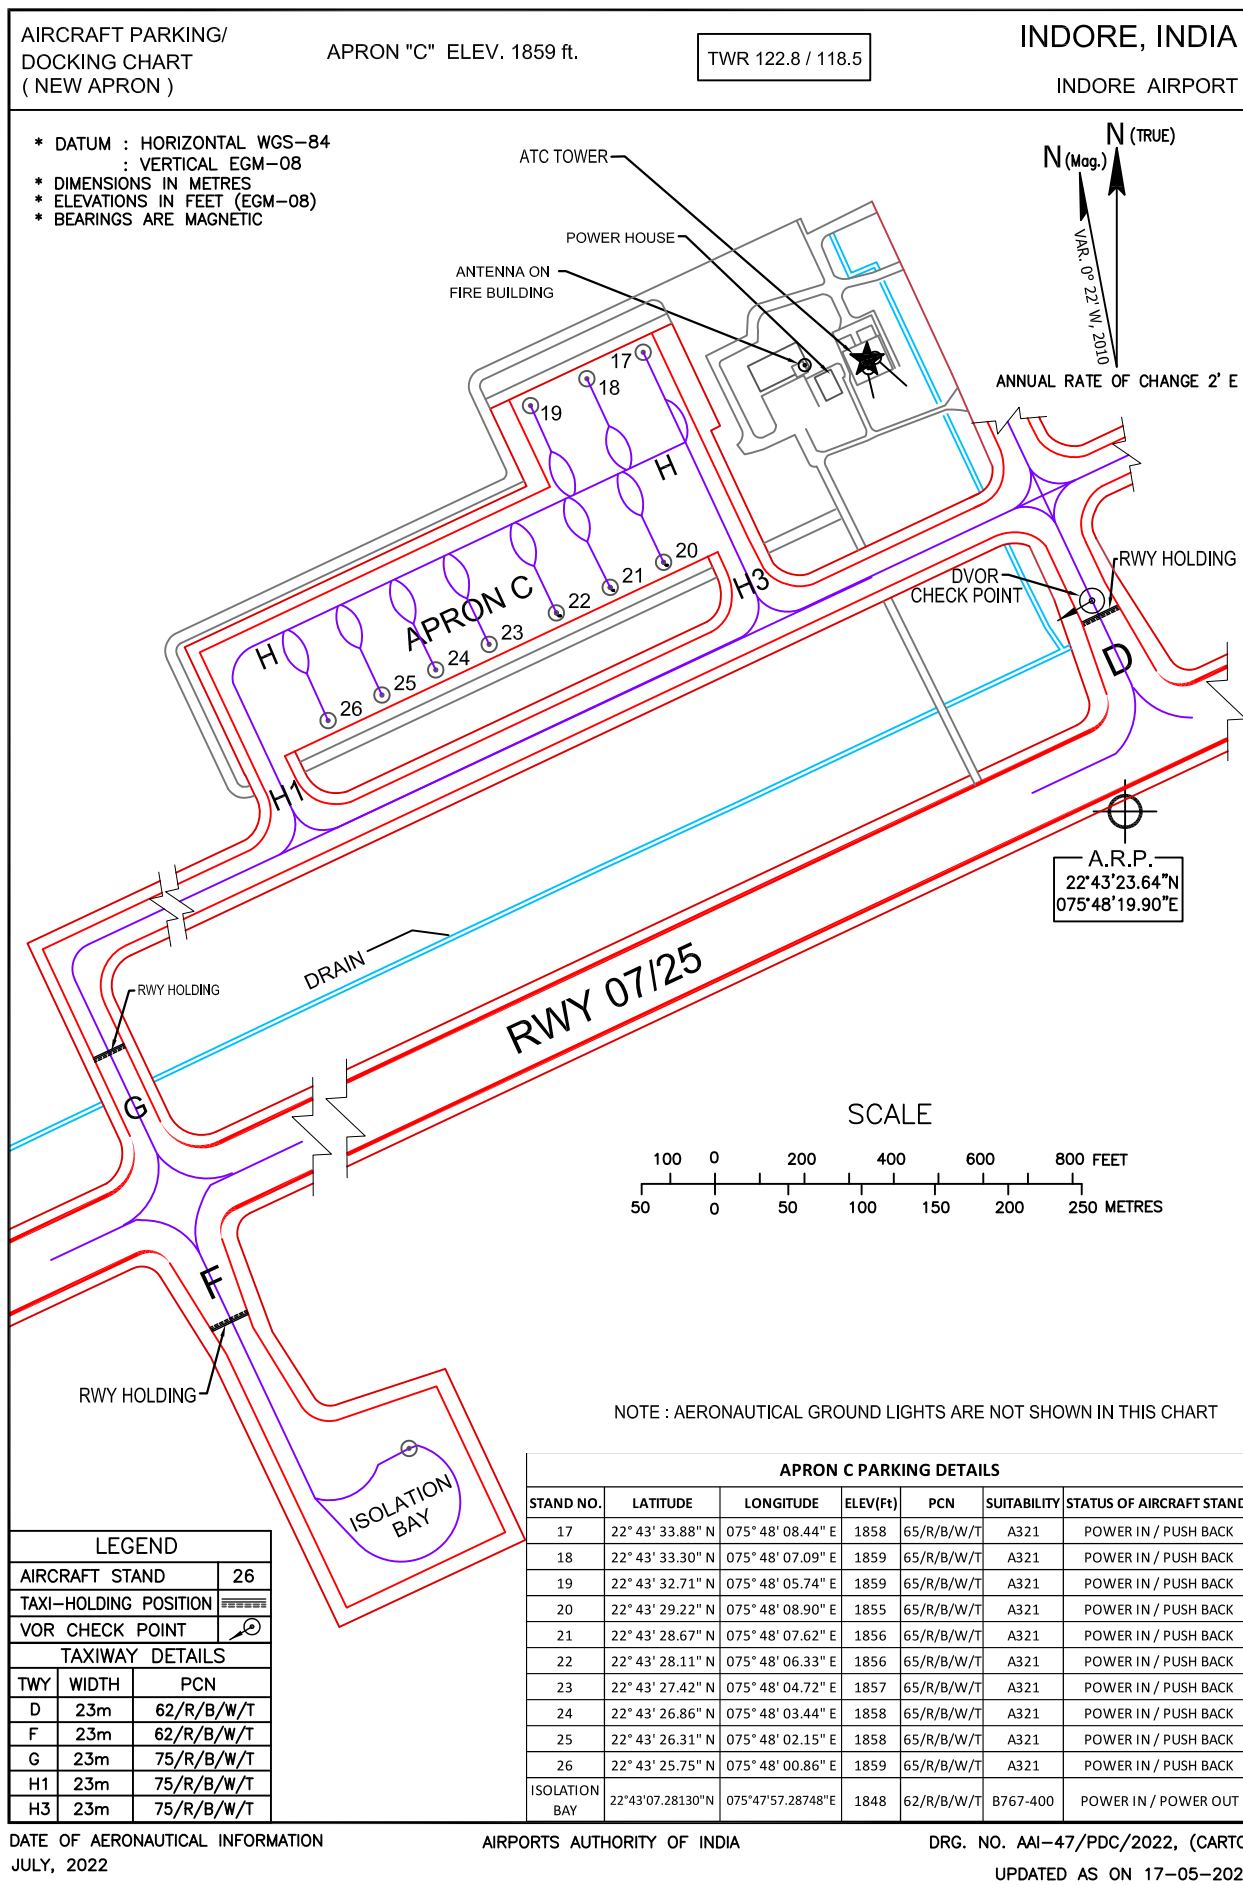 AIRCRAFT PARKING/
DOCKING CHART
( NEW APRON )
APRON "C" ELEV. 1859 ft.
TWR 122.8 / 118.5
INDORE, INDIA
INDORE AIRPORT
* DATUM : HORIZONTAL WGS-84
: VERTICAL EGM-08
* DIMENSIONS IN METRES
* ELEVATIONS IN FEET (EGM-08)
* BEARINGS ARE MAGNETIC
N (TRUE)
N (Mag.)
VAR. 0° 22' W, 2010
ANNUAL RATE OF CHANGE 2' E
ATC TOWER
POWER HOUSE
ANTENNA ON
FIRE BUILDING
17
18
19
H
20
21
22
23
24
25
26
APRON C
H
H3
H1
RWY HOLDING
DVOR
CHECK POINT
D
A.R.P.
22°43'23.64"N
075°48'19.90"E
DRAIN
RWY 07/25
RWY HOLDING
G
F
RWY HOLDING
ISOLATION
BAY
SCALE
100 0 200 400 600 800 FEET
50 0 50 100 150 200 250 METRES
NOTE : AERONAUTICAL GROUND LIGHTS ARE NOT SHOWN IN THIS CHART
APRON C PARKING DETAILS
STAND NO. LATITUDE LONGITUDE ELEV(Ft) PCN SUITABILITY STATUS OF AIRCRAFT STAND
17 22° 43' 33.88" N 075° 48' 08.44" E 1858 65/R/B/W/T A321 POWER IN / PUSH BACK
18 22° 43' 33.30" N 075° 48' 07.09" E 1859 65/R/B/W/T A321 POWER IN / PUSH BACK
19 22° 43' 32.71" N 075° 48' 05.74" E 1859 65/R/B/W/T A321 POWER IN / PUSH BACK
20 22° 43' 29.22" N 075° 48' 08.90" E 1855 65/R/B/W/T A321 POWER IN / PUSH BACK
21 22° 43' 28.67" N 075° 48' 07.62" E 1856 65/R/B/W/T A321 POWER IN / PUSH BACK
22 22° 43' 28.11" N 075° 48' 06.33" E 1856 65/R/B/W/T A321 POWER IN / PUSH BACK
23 22° 43' 27.42" N 075° 48' 04.72" E 1857 65/R/B/W/T A321 POWER IN / PUSH BACK
24 22° 43' 26.86" N 075° 48' 03.44" E 1858 65/R/B/W/T A321 POWER IN / PUSH BACK
25 22° 43' 26.31" N 075° 48' 02.15" E 1858 65/R/B/W/T A321 POWER IN / PUSH BACK
26 22° 43' 25.75" N 075° 48' 00.86" E 1859 65/R/B/W/T A321 POWER IN / PUSH BACK
ISOLATION
BAY 22°43'07.28130"N 075°47'57.28748"E 1848 62/R/B/W/T B767-400 POWER IN / POWER OUT
LEGEND
AIRCRAFT STAND 26
TAXI-HOLDING POSITION
VOR CHECK POINT
TAXIWAY DETAILS
TWY WIDTH PCN
D 23m 62/R/B/W/T
F 23m 62/R/B/W/T
G 23m 75/R/B/W/T
H1 23m 75/R/B/W/T
H3 23m 75/R/B/W/T
DATE OF AERONAUTICAL INFORMATION
JULY, 2022
AIRPORTS AUTHORITY OF INDIA
DRG. NO. AAI-47/PDC/2022, (CARTO
UPDATED AS ON 17-05-202